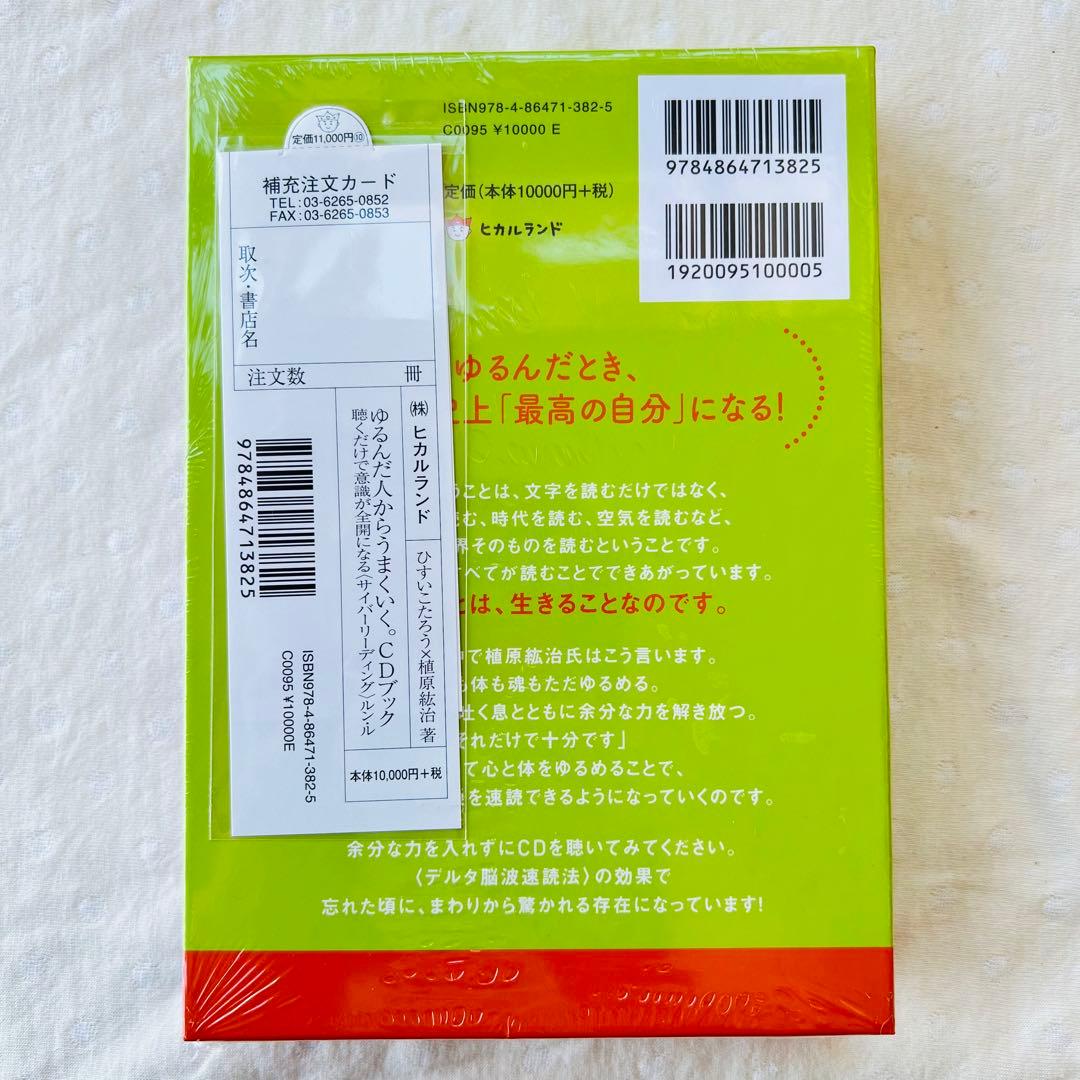 定価11,000円⑩
補充注文カード
TEL:03-6265-0852
FAX:03-6265-0853
取次・書店名
注文数 冊
㈱ヒカルランド
ひすいこたろう×植原紘治 著
ゆるんだ人からうまくいく。CDブック
聴くだけで意識が全開になる〈サイバーリーディング〉ルン・ル
本体10,000円+税
9784864713825
ISBN978-4-86471-382-5
C0095 ¥10000E
ISBN978-4-86471-382-5
C0095 ¥10000 E
定価(本体10000円+税)
ヒカルランド
9784864713825
1920095100005
ゆるんだとき、
上「最高の自分」になる!
うことは、文字を読むだけではなく、
読む、時代を読む、空気を読むなど、
界そのものを読むということです。
べてが読むことでできあがっています。
とは、生きることなのです。
で植原紘治氏はこう言います。
も体も魂もただゆるめる。
吐く息とともに余分な力を解き放つ。
それだけで十分です」
て心と体をゆるめることで、
を速読できるようになっていくのです。
余分な力を入れずにCDを聴いてみてください。
〈デルタ脳波速読法〉の効果で
忘れた頃に、まわりから驚かれる存在になっています!